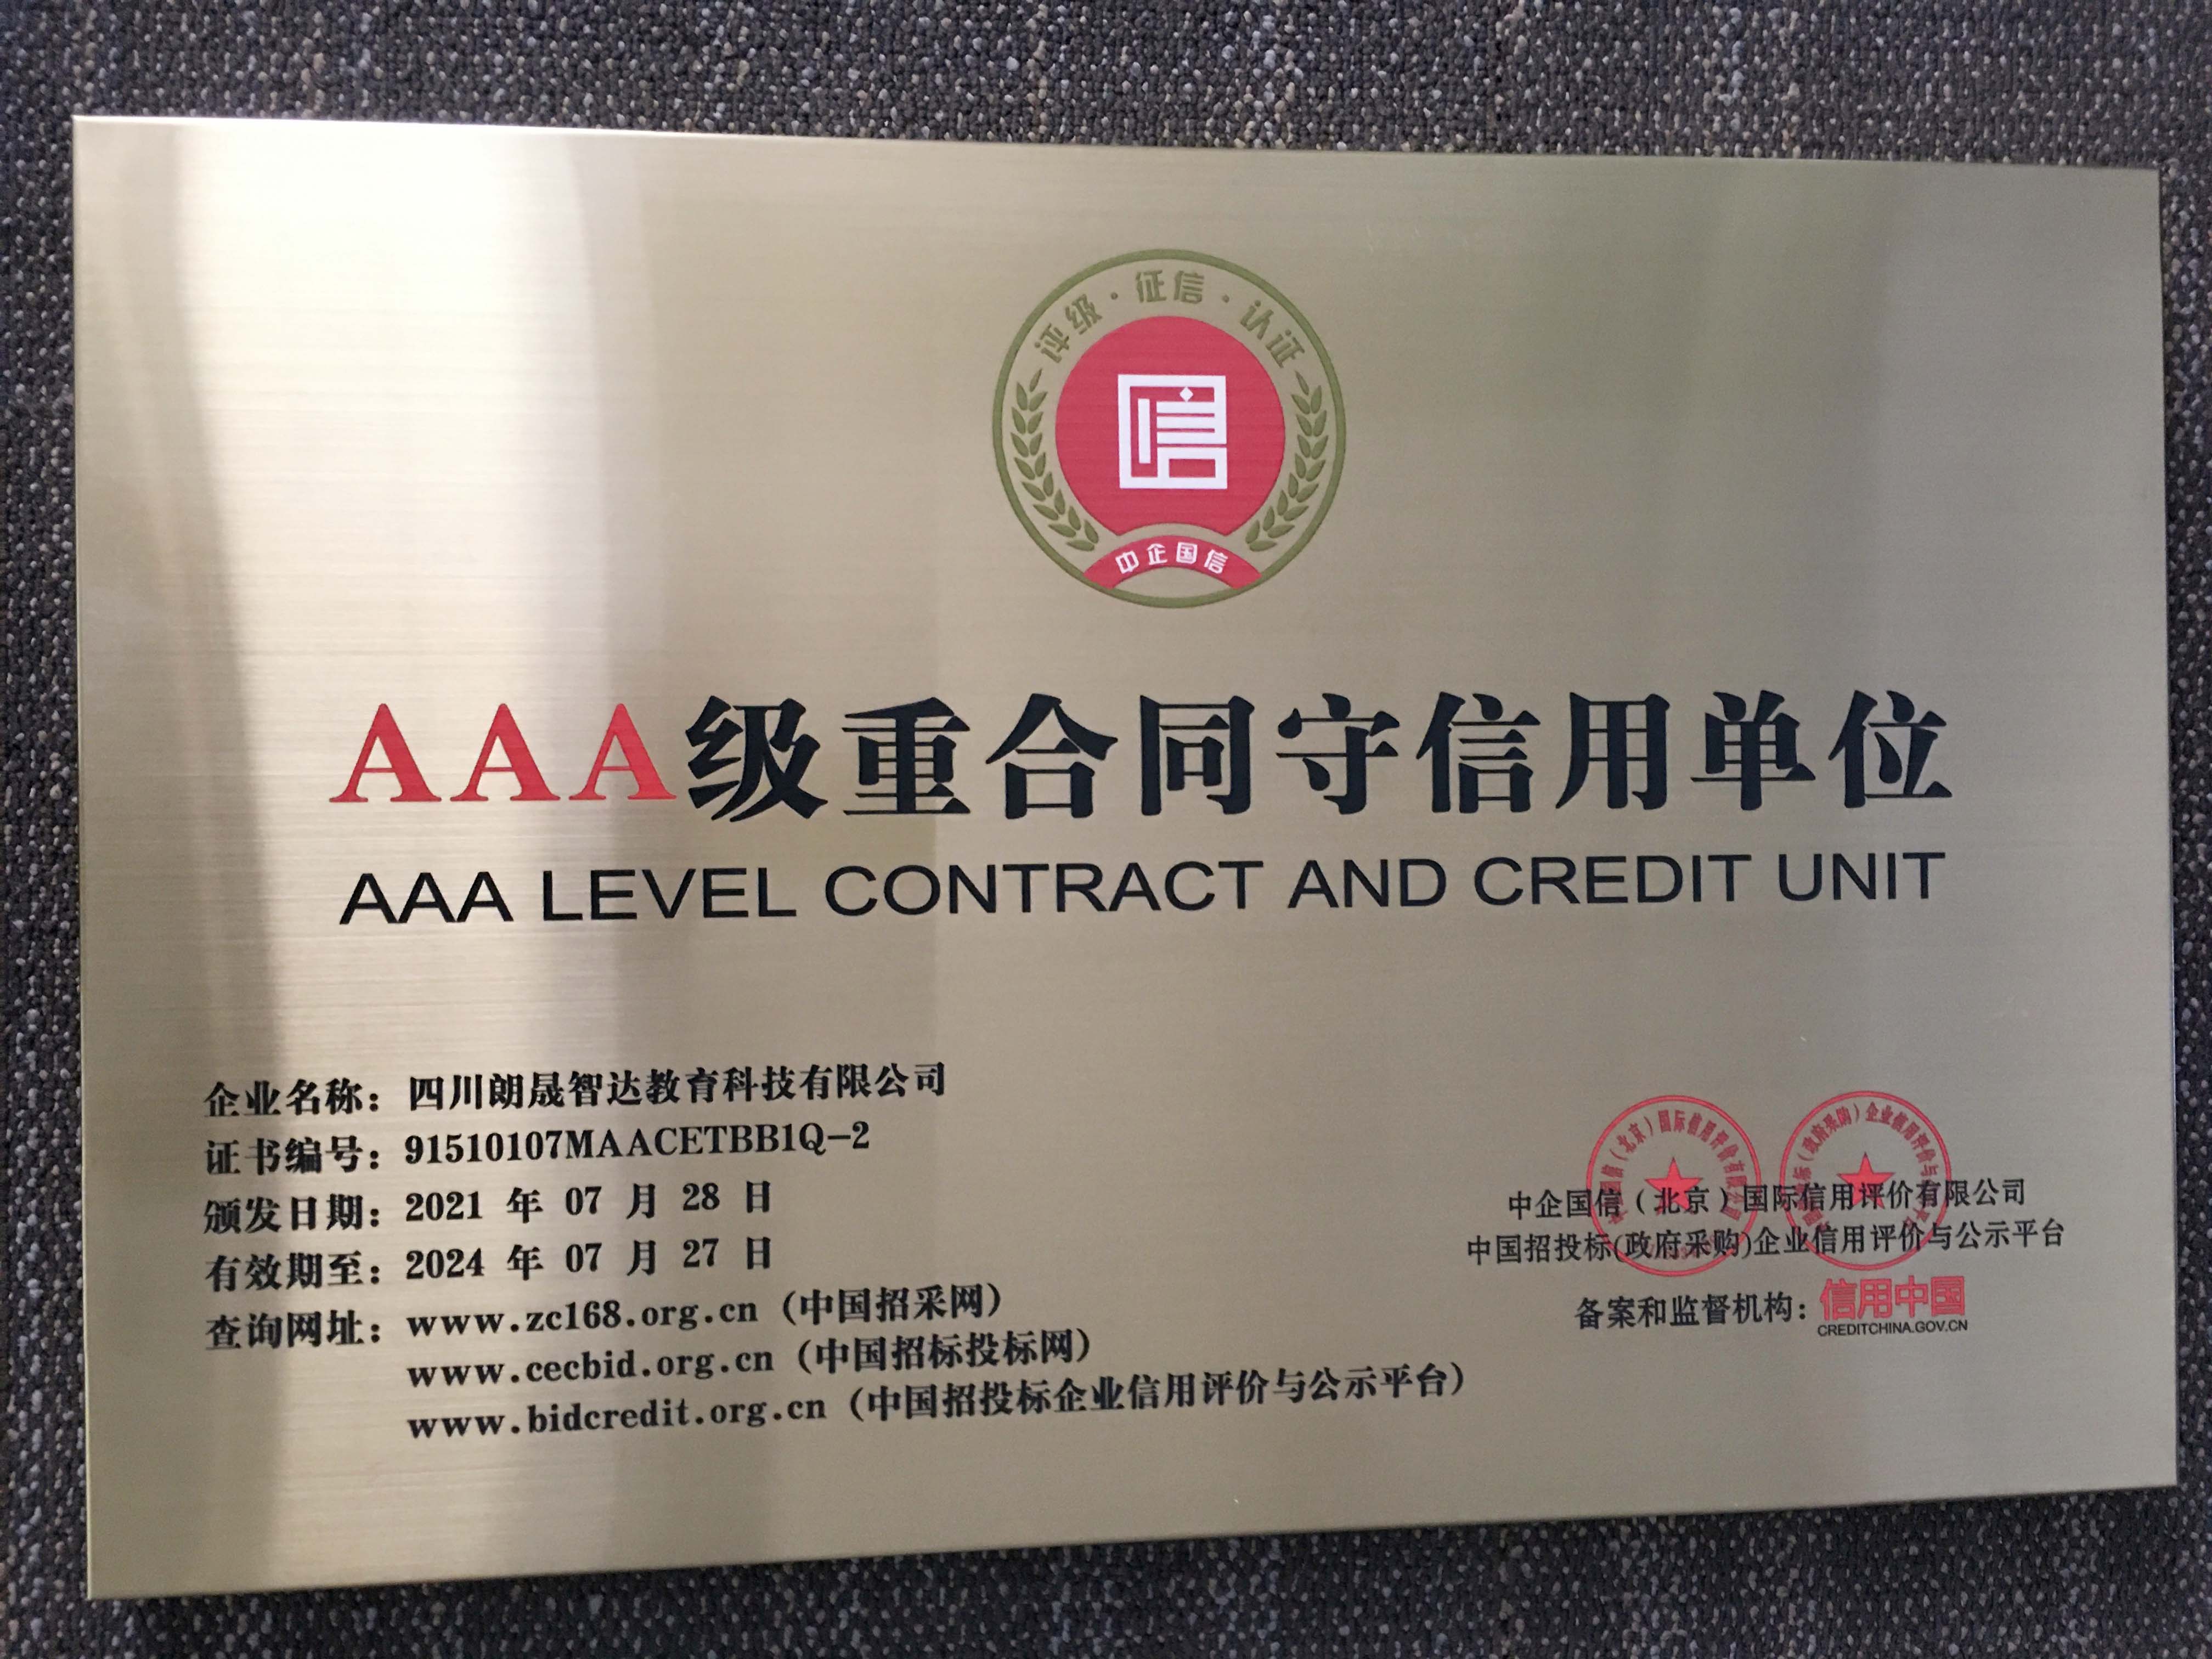 评级·征信·认证
信
中企国信
AAA级重合同守信用单位
AAA LEVEL CONTRACT AND CREDIT UNIT
企业名称：四川朗晟智达教育科技有限公司
证书编号：91510107MAACETBB1Q-2
颁发日期：2021 年 07 月 28 日
有效期至：2024 年 07 月 27 日
查询网址：www.zc168.org.cn（中国招采网）
www.cecbid.org.cn（中国招标投标网）
www.bidcredit.org.cn（中国招投标企业信用评价与公示平台）
中企国信（北京）国际信用评价有限公司
中国招投标(政府采购)企业信用评价与公示平台
备案和监督机构：信用中国
CREDITCHINA.GOV.CN